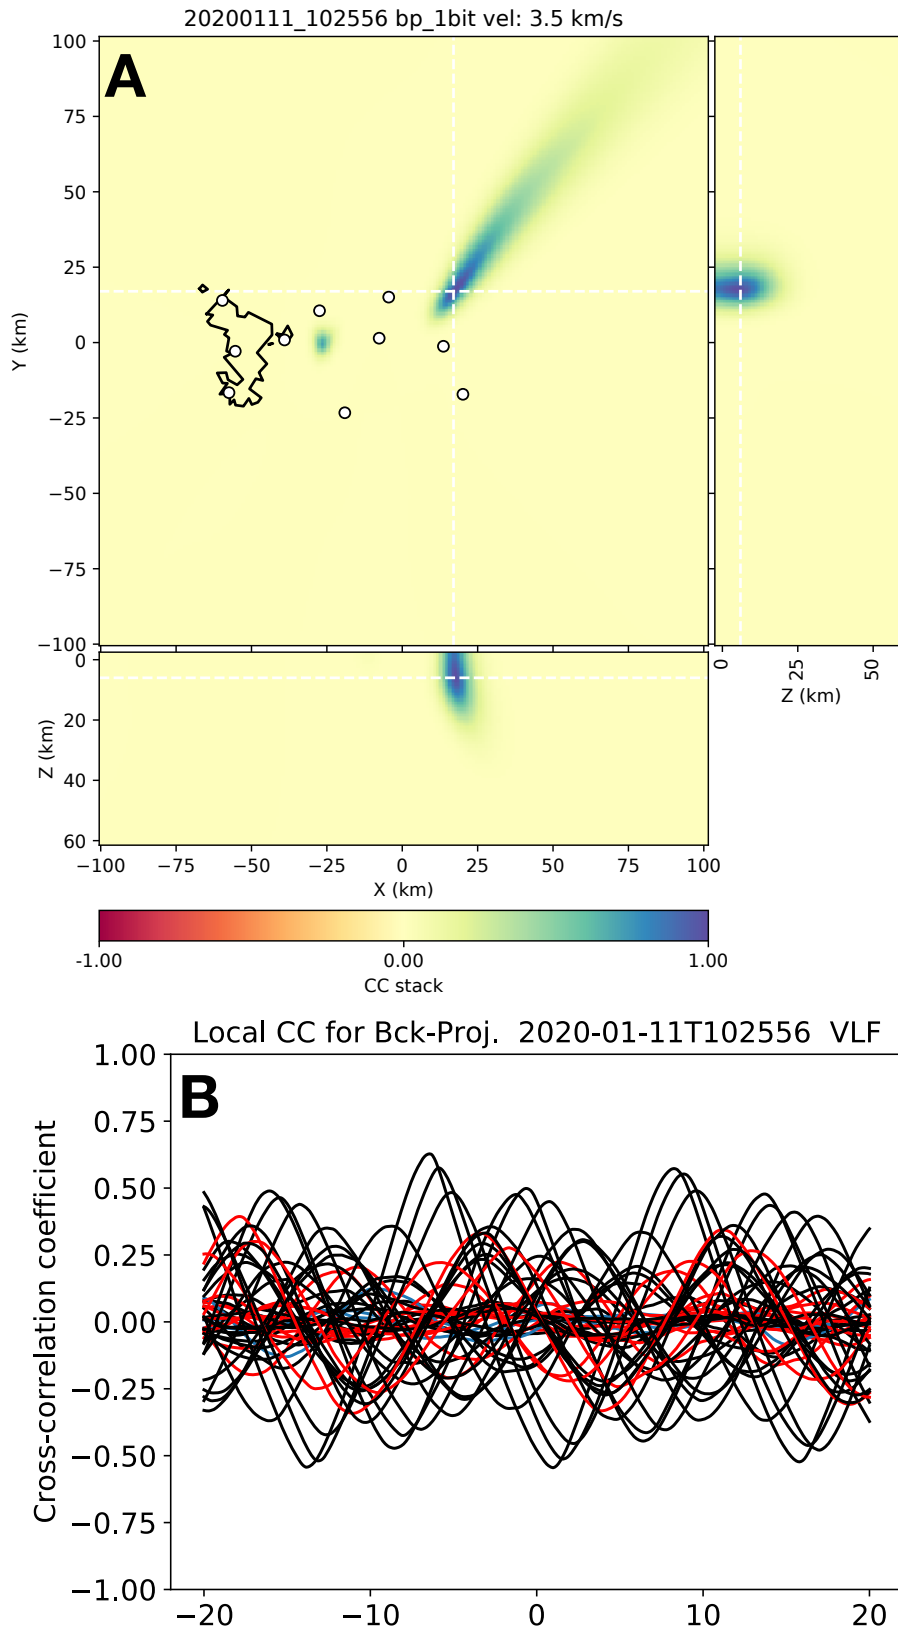 20200111_102556 bp_1bit vel: 3.5 km/s
A
100
75
50
25
0
−25
−50
−75
−100
Y (km)
0
20
40
60
Z (km)
−100 −75 −50 −25 0 25 50 75 100
X (km)
0 25 50
Z (km)
-1.00 0.00 1.00
CC stack
Local CC for Bck-Proj. 2020-01-11T102556 VLF
B
1.00
0.75
0.50
0.25
0.00
−0.25
−0.50
−0.75
−1.00
Cross-correlation coefficient
−20 −10 0 10 20